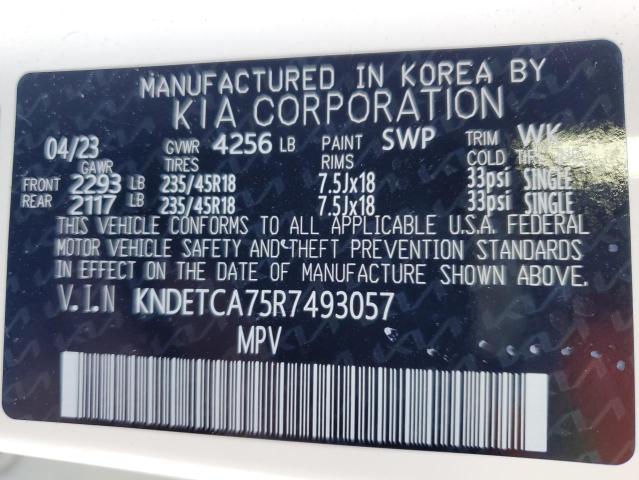 MANUFACTURED IN KOREA BY
KIA CORPORATION
04/23 GVWR 4256 LB PAINT SWP TRIM WK
GAWR TIRES RIMS COLD TIRE
FRONT 2293 LB 235/45R18 7.5Jx18 33psi SINGLE
REAR 2117 LB 235/45R18 7.5Jx18 33psi SINGLE
THIS VEHICLE CONFORMS TO ALL APPLICABLE U.S.A. FEDERAL
MOTOR VEHICLE SAFETY AND THEFT PREVENTION STANDARDS
IN EFFECT ON THE DATE OF MANUFACTURE SHOWN ABOVE.
V.I.N KNDETCA75R7493057
MPV